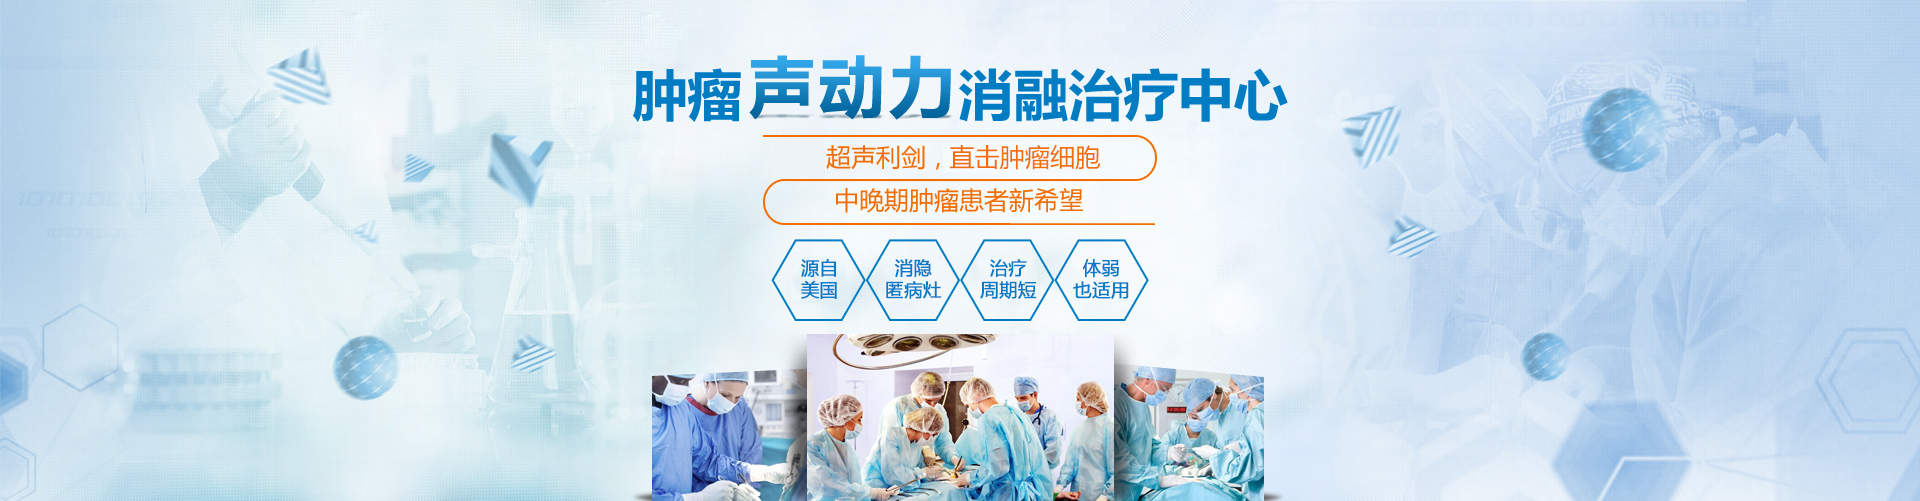 肿瘤声动力消融治疗中心
超声利剑，直击肿瘤细胞
中晚期肿瘤患者新希望
源自
美国
消隐
匿病灶
治疗
周期短
体弱
也适用